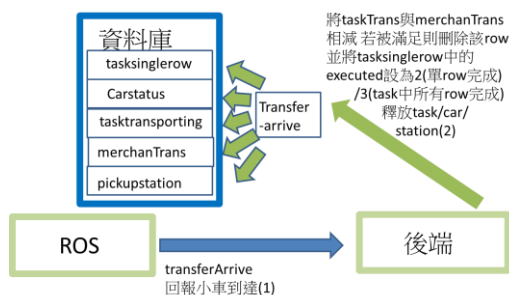 資料庫
tasksinglerow
Carstatus
tasktransporting
merchanTrans
pickupstation
Transfer
-arrive
將taskTrans與merchanTrans
相減 若被滿足則刪除該row
並將tasksinglerow中的
executed設為2(單row完成)
/3(task中所有row完成)
釋放task/car/
station(2)
ROS
後端
transferArrive
回報小車到達(1)